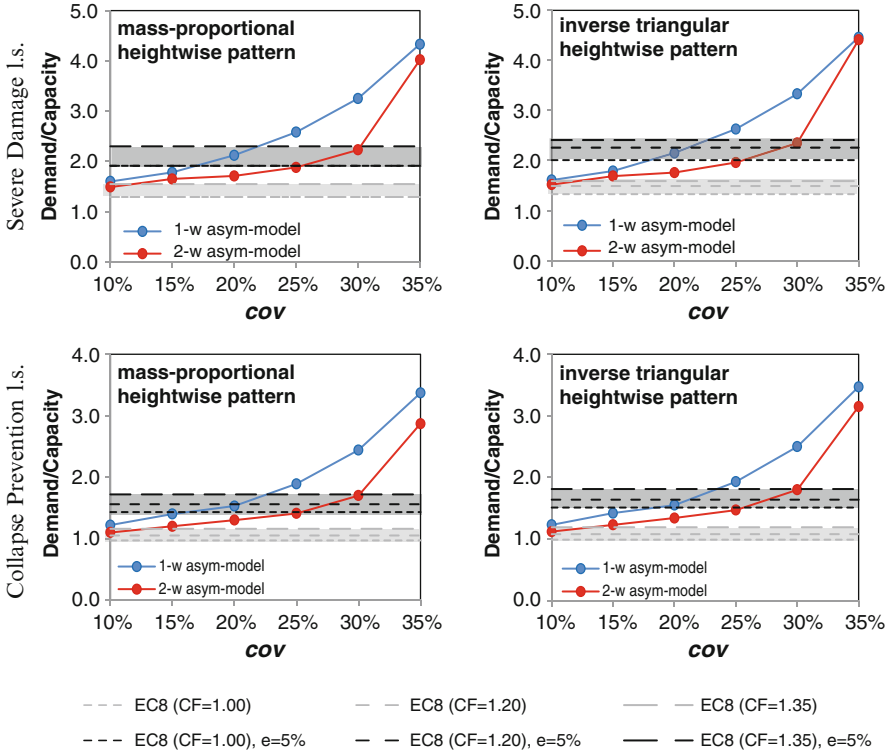 Severe Damage l.s.
Demand/Capacity
5.0
4.0
3.0
2.0
1.0
0.0
mass-proportional
heightwise pattern
1-w asym-model
2-w asym-model
10% 15% 20% 25% 30% 35%
cov
Demand/Capacity
5.0
4.0
3.0
2.0
1.0
0.0
inverse triangular
heightwise pattern
1-w asym-model
2-w asym-model
10% 15% 20% 25% 30% 35%
cov
Collapse Prevention l.s.
Demand/Capacity
4.0
3.0
2.0
1.0
0.0
mass-proportional
heightwise pattern
1-w asym-model
2-w asym-model
10% 15% 20% 25% 30% 35%
cov
Demand/Capacity
4.0
3.0
2.0
1.0
0.0
inverse triangular
heightwise pattern
1-w asym-model
2-w asym-model
10% 15% 20% 25% 30% 35%
cov
EC8 (CF=1.00) EC8 (CF=1.20) EC8 (CF=1.35)
EC8 (CF=1.00), e=5% EC8 (CF=1.20), e=5% EC8 (CF=1.35), e=5%